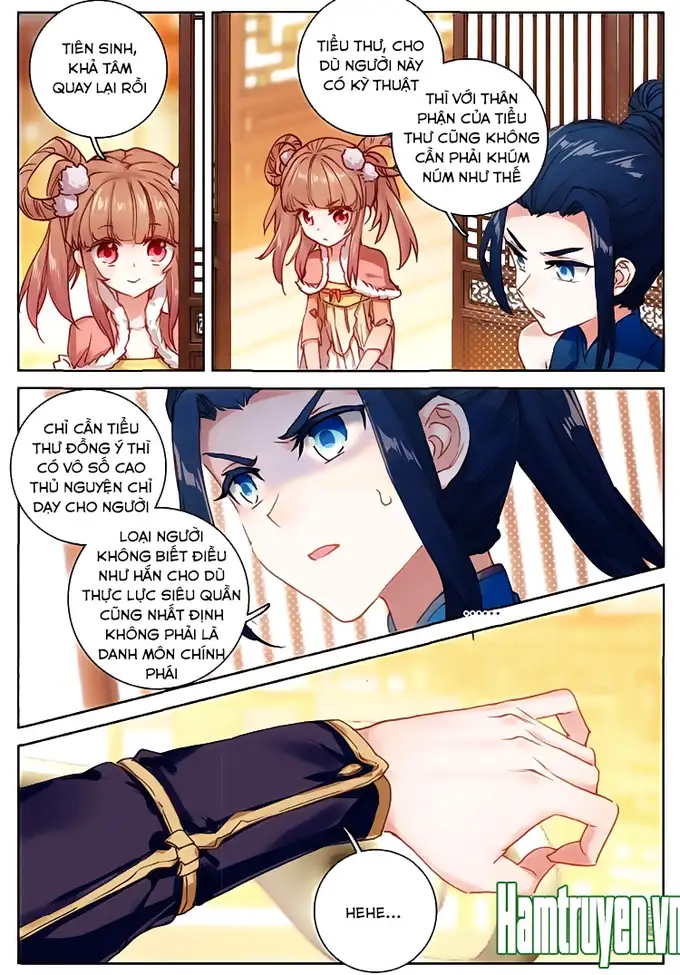 TIÊN SINH,
KHẢ TÂM
QUAY LẠI RỒI
TIỂU THƯ, CHO
DÙ NGƯỜI NÀY
CÓ KỲ THUẬT
THÌ VỚI THÂN
PHẬN CỦA TIỂU
THƯ CŨNG KHÔNG
CẦN PHẢI KHÚM
NÚM NHƯ THẾ
CHỈ CẦN TIỂU
THƯ ĐỒNG Ý THÌ
CÓ VÔ SỐ CAO
THỦ NGUYỆN CHỈ
DẠY CHO NGƯỜI
LOẠI NGƯỜI
KHÔNG BIẾT ĐIỀU
NHƯ HẮN CHO DÙ
THỰC LỰC SIÊU QUẦN
CŨNG NHẤT ĐỊNH
KHÔNG PHẢI LÀ
DANH MÔN CHÍNH
PHÁI
......
HEHE...
Hamtruyen.vn